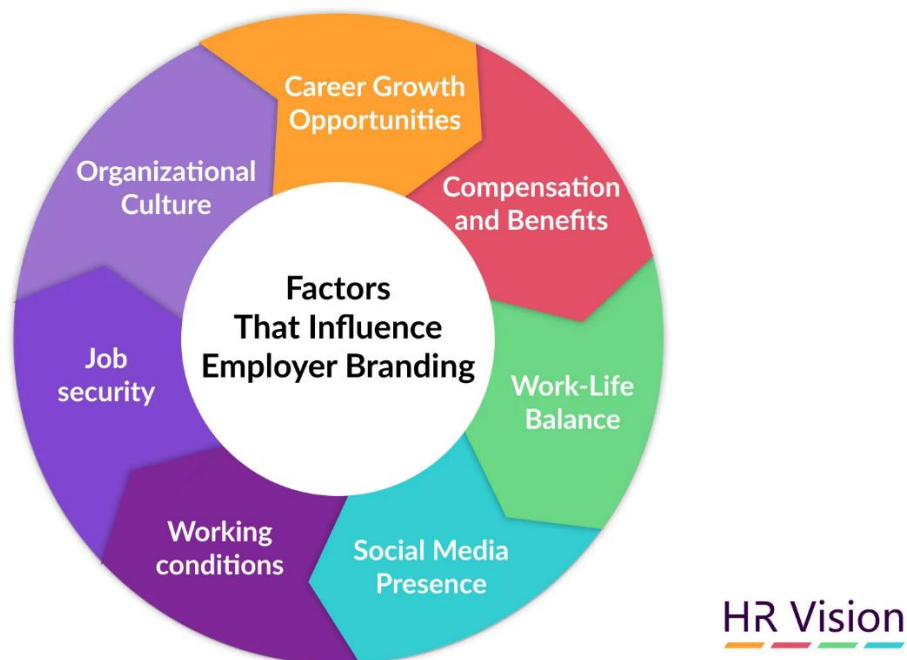 Career Growth
Opportunities
Compensation
and Benefits
Work-Life
Balance
Social Media
Presence
Working
conditions
Job
security
Organizational
Culture
Factors
That Influence
Employer Branding
HR Vision